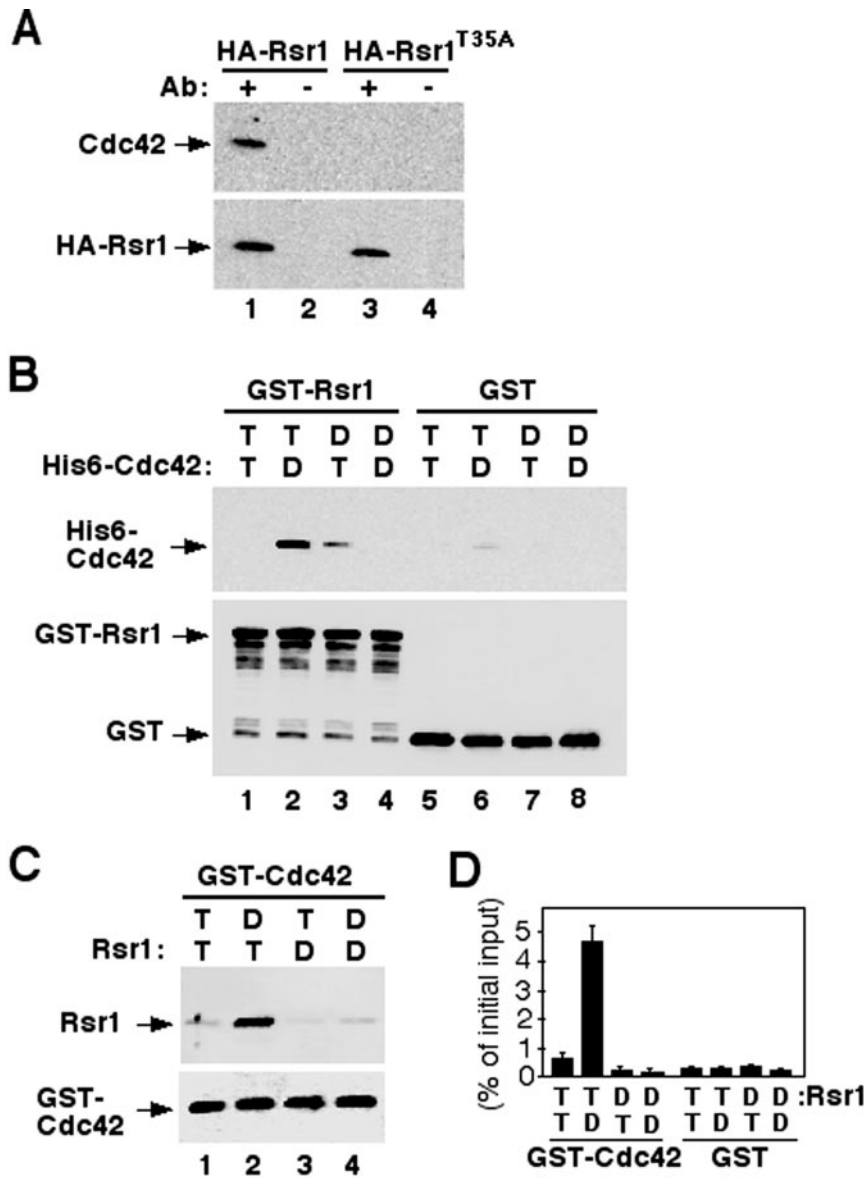 A
HA-Rsr1 HA-Rsr1 T35A
Ab: + - + -
Cdc42
HA-Rsr1
1 2 3 4
B
GST-Rsr1 GST
T T D D T T D D
His6-Cdc42: T D T D T D T D
His6-
Cdc42
GST-Rsr1
GST
1 2 3 4 5 6 7 8
C
GST-Cdc42
T D T D
Rsr1: T T D D
Rsr1
GST-
Cdc42
1 2 3 4
D
(% of initial input)
5
4
3
2
1
0
T T D D T T D D :Rsr1
T D T D T D T D
GST-Cdc42 GST